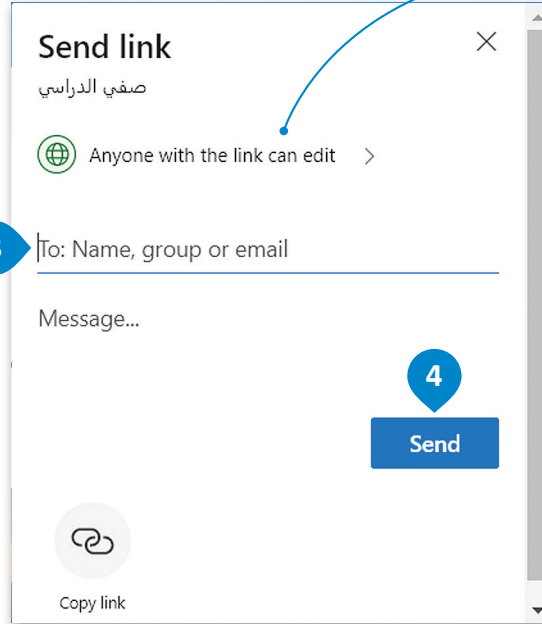 Send link
صفي الدراسي
Anyone with the link can edit
To: Name, group or email
Message...
4
Send
Copy link